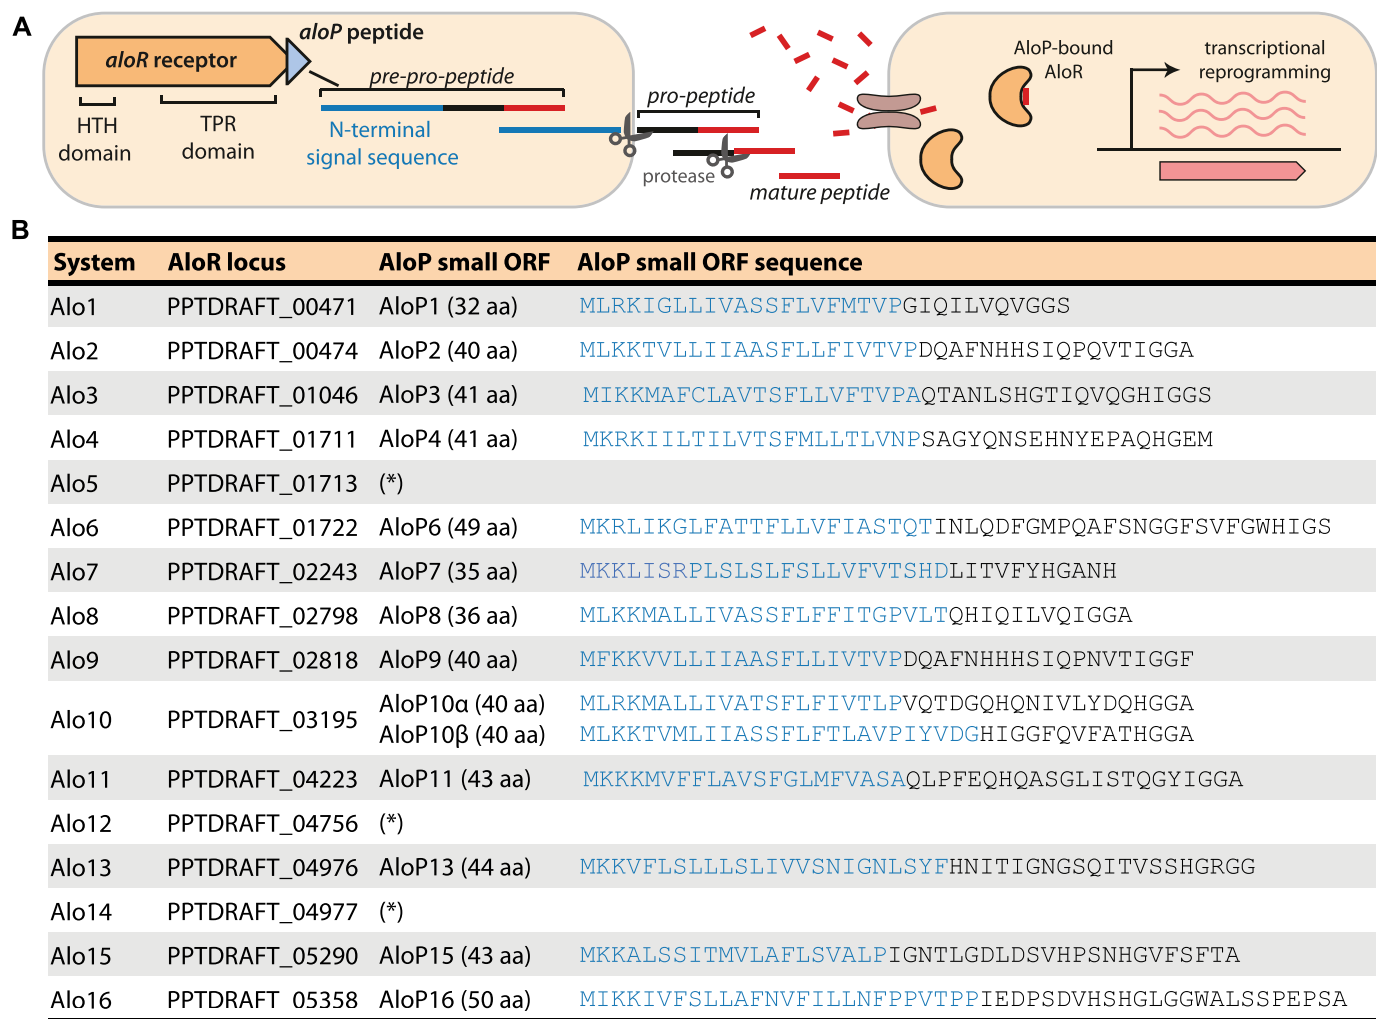 A
aloR receptor
aloP peptide
HTH
domain
TPR
domain
pre-pro-peptide
N-terminal
signal sequence
pro-peptide
protease
mature peptide
AloP-bound
AloR
transcriptional
reprogramming
B
System AloR locus AloP small ORF AloP small ORF sequence
Alo1 PPTDRAFT_00471 AloP1 (32 aa) MLRKIGLLIVASSFLVFMTVPGIQILVQVGGS
Alo2 PPTDRAFT_00474 AloP2 (40 aa) MLKKTVLLIIAASFLLFIVTVPDQAFNHHSIQPQVTIGGA
Alo3 PPTDRAFT_01046 AloP3 (41 aa) MIKKMAFCLAVTSFLLVFTVPAQTANLSHGTIQVQGHIGGS
Alo4 PPTDRAFT_01711 AloP4 (41 aa) MKRKIILTILVTSFMLLTLVNPSAGYQNSEHNYEPAQHGEM
Alo5 PPTDRAFT_01713 (*)
Alo6 PPTDRAFT_01722 AloP6 (49 aa) MKRLIKGLFATTFLLVFIASTQTINLQDFGMPQAFSNGGFSVFGWHIGS
Alo7 PPTDRAFT_02243 AloP7 (35 aa) MKKLISRPLSLSLFSLLVFVTSHDLITVFYHGANH
Alo8 PPTDRAFT_02798 AloP8 (36 aa) MLKKMALLIVASSFLFFITGPVLTQHIQILVQIGGA
Alo9 PPTDRAFT_02818 AloP9 (40 aa) MFKKVVLLIIAASFLLIVTVPDQAFNHHHSIQPNVTIGGF
Alo10 PPTDRAFT_03195 AloP10α (40 aa) MLRKMALLIVATSFLFIVTLPVQTDGQHQNIVLYDQHGGA
AloP10β (40 aa) MLKKTVMLIIASSFLFTLAVPIYVDGHIGGFQVFATHGGA
Alo11 PPTDRAFT_04223 AloP11 (43 aa) MKKKMVFFLAVSFGLMFVASAQLPFEQHQASGLISTQGYIGGA
Alo12 PPTDRAFT_04756 (*)
Alo13 PPTDRAFT_04976 AloP13 (44 aa) MKKVFLSLLLSLIVVSNIGNLSYFHNITIGNGSQITVSSHGRGG
Alo14 PPTDRAFT_04977 (*)
Alo15 PPTDRAFT_05290 AloP15 (43 aa) MKKALSSITMVLAFLSVALPIGNTLGDLDSVHPSNHGVFSFTA
Alo16 PPTDRAFT_05358 AloP16 (50 aa) MIKKIVFSLLAFNVFILLNFPPVTPPIEDPSDVHSHGLGGWALSSPEPSA